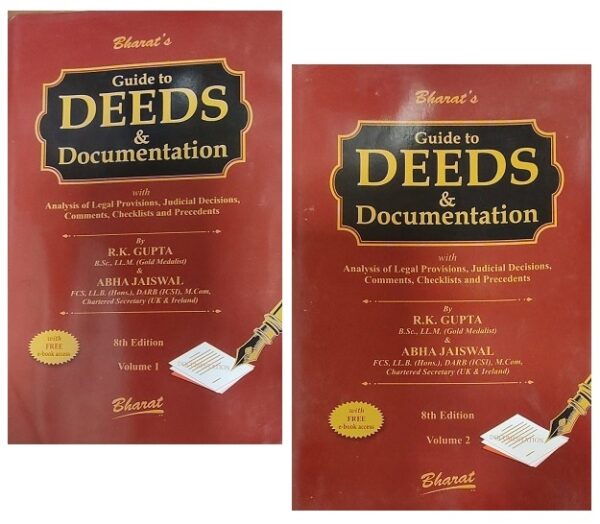 Bharat's
Guide to
DEEDS
&
Documentation
with
Analysis of Legal Provisions, Judicial Decisions,
Comments, Checklists and Precedents
By
R.K. GUPTA
B.Sc., LL.M. (Gold Medalist)
&
ABHA JAISWAL
FCS, LL.B. (Hons.), DARB (ICSI), M.Com,
Chartered Secretary (UK & Ireland)
with
FREE
e-book access
8th Edition
Volume 1
DOCUMENTATION
Bharat
Bharat's
Guide to
DEEDS
&
Documentation
with
Analysis of Legal Provisions, Judicial Decisions,
Comments, Checklists and Precedents
By
R.K. GUPTA
B.Sc., LL.M. (Gold Medalist)
&
ABHA JAISWAL
FCS, LL.B. (Hons.), DARB (ICSI), M.Com,
Chartered Secretary (UK & Ireland)
with
FREE
e-book access
8th Edition
Volume 2
DOCUMENTATION
Bharat